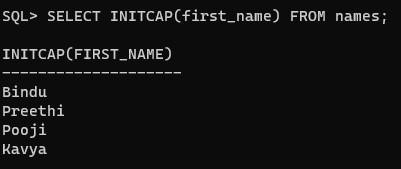 SQL> SELECT INITCAP(first_name) FROM names;
INITCAP(FIRST_NAME)
--------------------
Bindu
Preethi
Pooji
Kavya